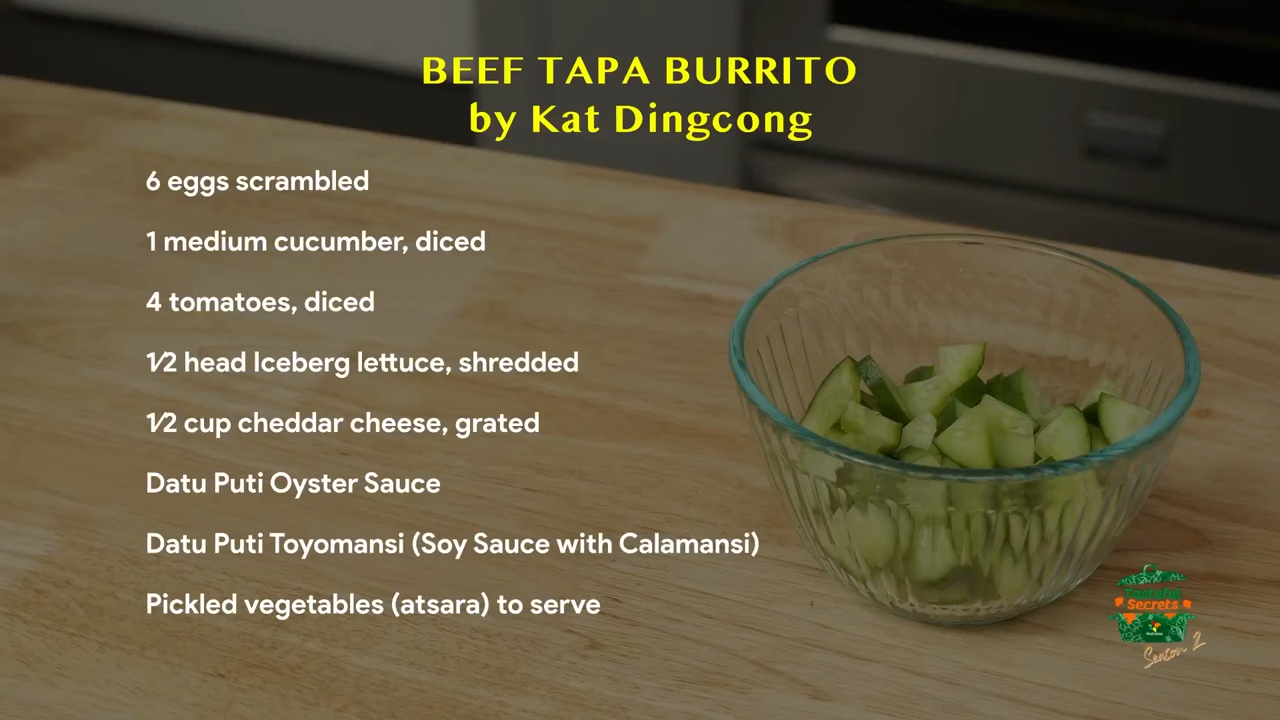 BEEF TAPA BURRITO
by Kat Dingcong
6 eggs scrambled
1 medium cucumber, diced
4 tomatoes, diced
1/2 head Iceberg lettuce, shredded
1/2 cup cheddar cheese, grated
Datu Puti Oyster Sauce
Datu Puti Toyomansi (Soy Sauce with Calamansi)
Pickled vegetables (atsara) to serve
Tasteful
Secrets
Season 2